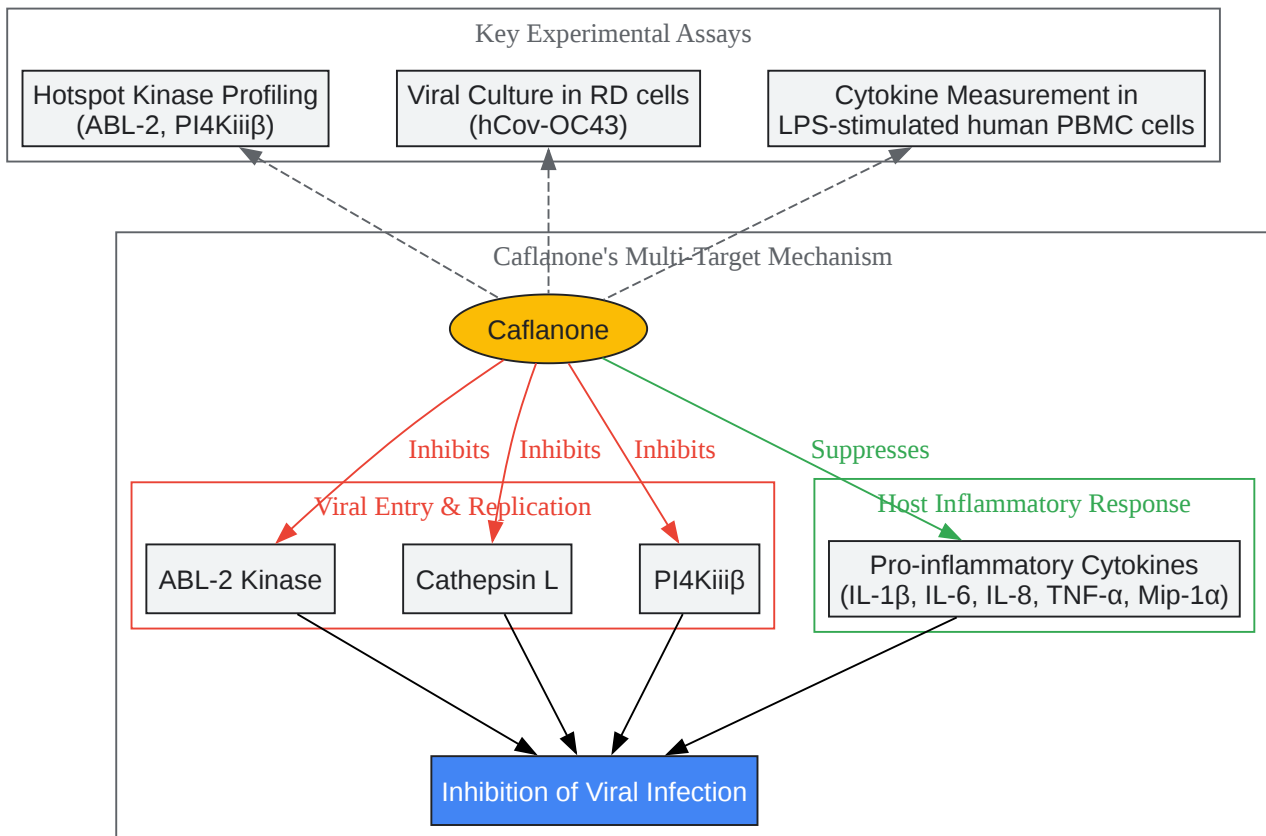 Key Experimental Assays
Hotspot Kinase Profiling
(ABL-2, PI4Kiiiβ)
Viral Culture in RD cells
(hCov-OC43)
Cytokine Measurement in
LPS-stimulated human PBMC cells
Caflanone's Multi-Target Mechanism
Caflanone
Inhibits
Inhibits
Inhibits
Suppresses
Viral Entry & Replication
Host Inflammatory Response
ABL-2 Kinase
Cathepsin L
PI4Kiiiβ
Pro-inflammatory Cytokines
(IL-1β, IL-6, IL-8, TNF-α, Mip-1α)
Inhibition of Viral Infection